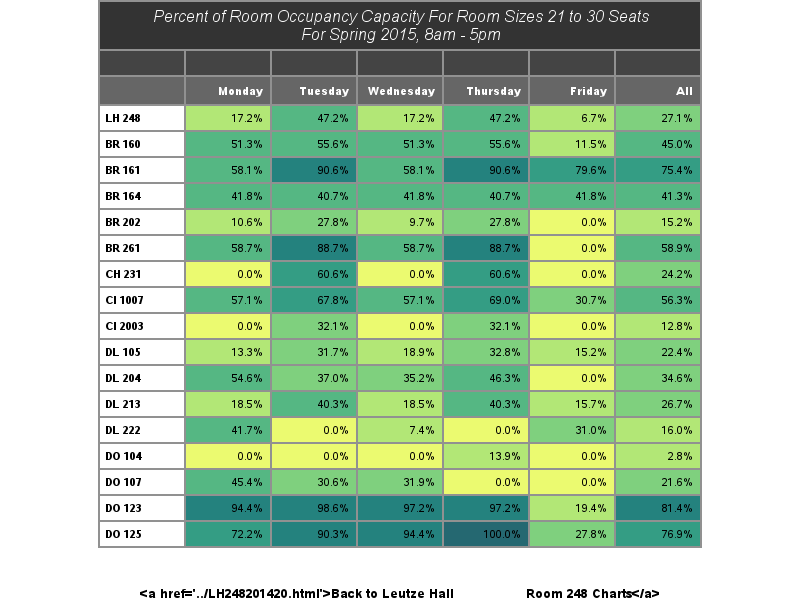 Percent of Room Occupancy Capacity For Room Sizes 21 to 30 Seats
For Spring 2015, 8am - 5pm
Monday Tuesday Wednesday Thursday Friday All
LH 248 17.2% 47.2% 17.2% 47.2% 6.7% 27.1%
BR 160 51.3% 55.6% 51.3% 55.6% 11.5% 45.0%
BR 161 58.1% 90.6% 58.1% 90.6% 79.6% 75.4%
BR 164 41.8% 40.7% 41.8% 40.7% 41.8% 41.3%
BR 202 10.6% 27.8% 9.7% 27.8% 0.0% 15.2%
BR 261 58.7% 88.7% 58.7% 88.7% 0.0% 58.9%
CH 231 0.0% 60.6% 0.0% 60.6% 0.0% 24.2%
CI 1007 57.1% 67.8% 57.1% 69.0% 30.7% 56.3%
CI 2003 0.0% 32.1% 0.0% 32.1% 0.0% 12.8%
DL 105 13.3% 31.7% 18.9% 32.8% 15.2% 22.4%
DL 204 54.6% 37.0% 35.2% 46.3% 0.0% 34.6%
DL 213 18.5% 40.3% 18.5% 40.3% 15.7% 26.7%
DL 222 41.7% 0.0% 7.4% 0.0% 31.0% 16.0%
DO 104 0.0% 0.0% 0.0% 13.9% 0.0% 2.8%
DO 107 45.4% 30.6% 31.9% 0.0% 0.0% 21.6%
DO 123 94.4% 98.6% 97.2% 97.2% 19.4% 81.4%
DO 125 72.2% 90.3% 94.4% 100.0% 27.8% 76.9%
<a href='../LH248201420.html'>Back to Leutze Hall Room 248 Charts</a>